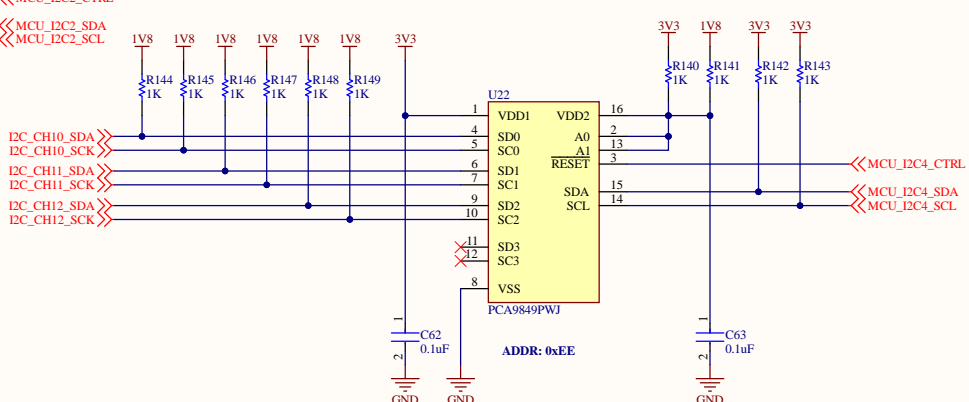 MCU_I2C2_CTRL
MCU_I2C2_SDA
MCU_I2C2_SCL
1V8 1V8 1V8 1V8 1V8 1V8 3V3 3V3 1V8 3V3 3V3
R144 R145 R146 R147 R148 R149 R140 R141 R142 R143
1K 1K 1K 1K 1K 1K 1K 1K 1K 1K
U22
1 VDD1 VDD2 16
I2C_CH10_SDA 4 SD0 A0 2
I2C_CH10_SCK 5 SC0 A1 13
RESET 3 MCU_I2C4_CTRL
I2C_CH11_SDA 6 SD1
I2C_CH11_SCK 7 SC1
SDA 15 MCU_I2C4_SDA
I2C_CH12_SDA 9 SD2 SCL 14 MCU_I2C4_SCL
I2C_CH12_SCK 10 SC2
11 SD3
12 SC3
8 VSS
PCA9849PWJ
1 C62 1 C63
2 0.1uF 2 0.1uF
ADDR: 0xEE
GND GND GND